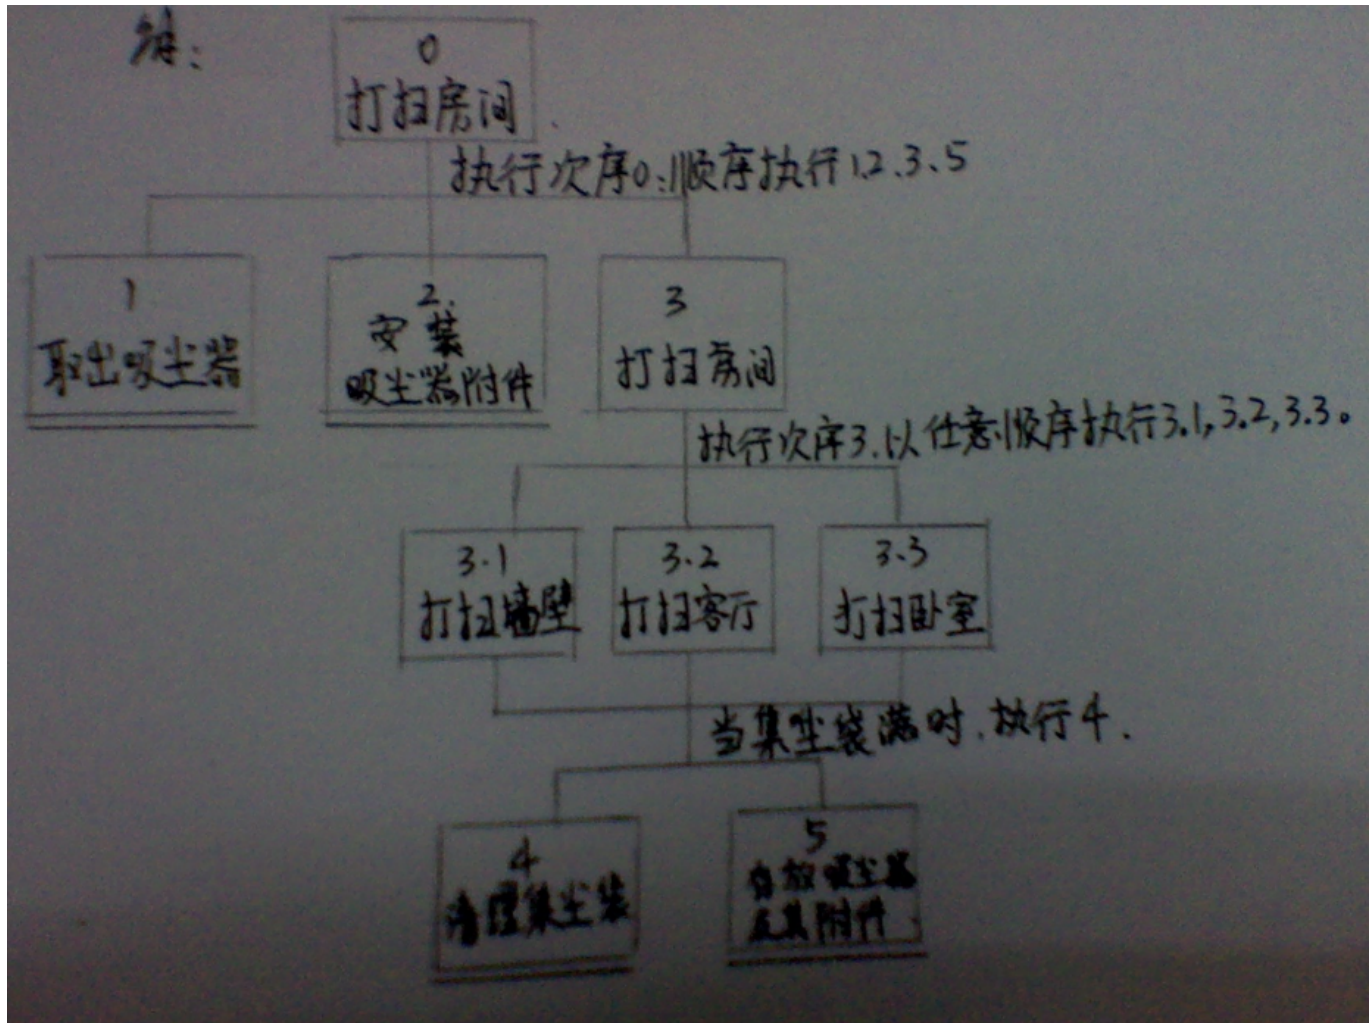 解:
0
打扫房间
执行次序0:顺序执行1.2.3.5
1
取出吸尘器
2.
安装
吸尘器附件
3
打扫房间
执行次序3.以任意顺序执行3.1,3.2,3.3。
3.1
打扫墙壁
3.2
打扫客厅
3.3
打扫卧室
当集尘袋满时.执行4.
4
清理集尘袋
5
存放吸尘器
及其附件